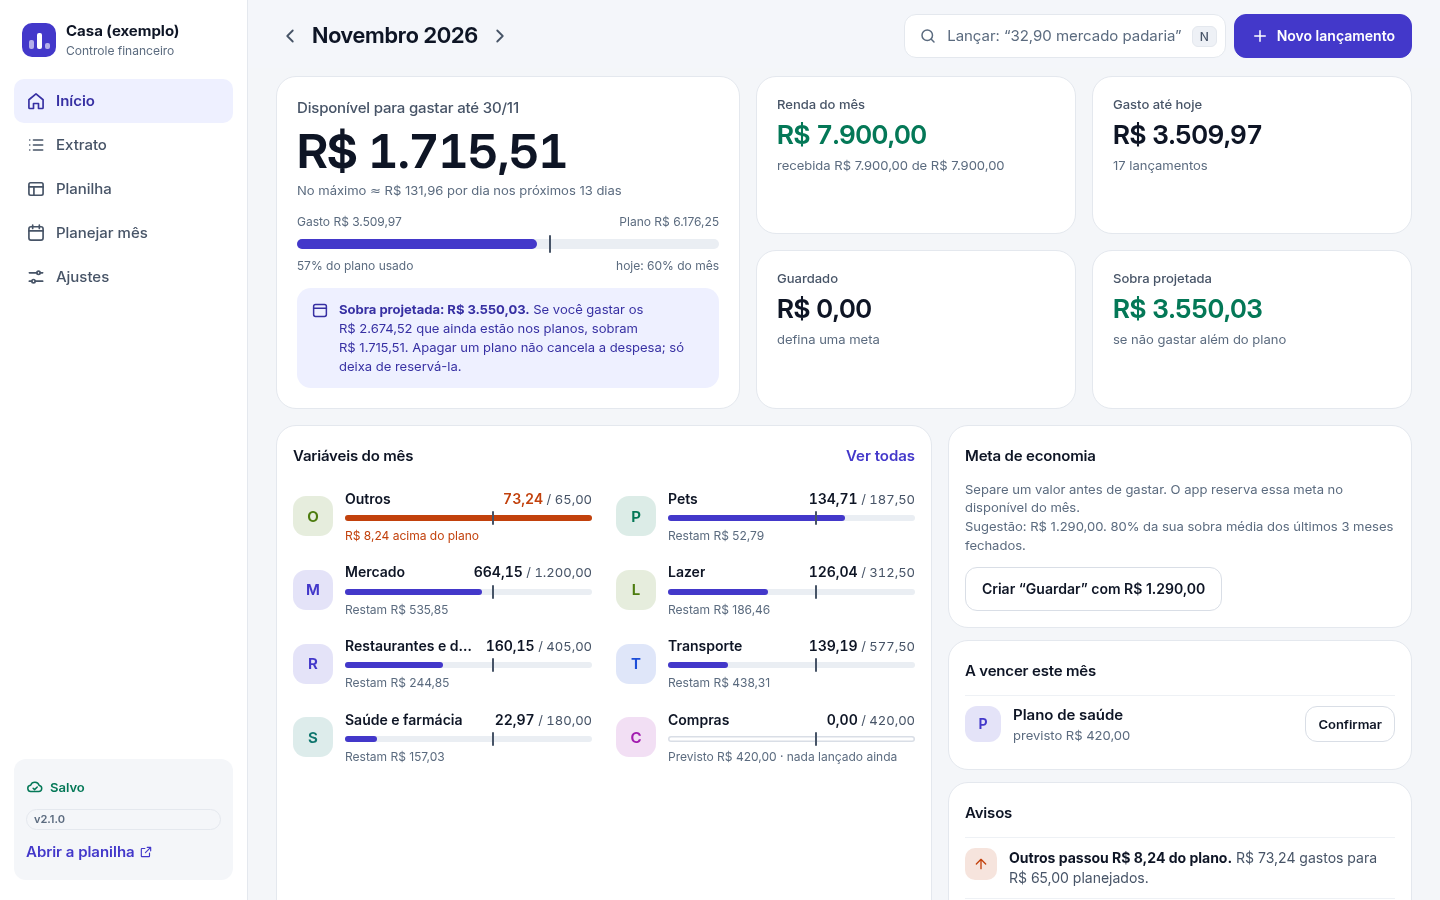 Casa (exemplo)
Controle financeiro
Início
Extrato
Planilha
Planejar mês
Ajustes
Salvo
v2.1.0
Abrir a planilha
Novembro 2026
Lançar: “32,90 mercado padaria” N
Novo lançamento
Disponível para gastar até 30/11
R$ 1.715,51
No máximo ≈ R$ 131,96 por dia nos próximos 13 dias
Gasto R$ 3.509,97 Plano R$ 6.176,25
57% do plano usado hoje: 60% do mês
Sobra projetada: R$ 3.550,03. Se você gastar os
R$ 2.674,52 que ainda estão nos planos, sobram
R$ 1.715,51. Apagar um plano não cancela a despesa; só
deixa de reservá-la.
Renda do mês
R$ 7.900,00
recebida R$ 7.900,00 de R$ 7.900,00
Gasto até hoje
R$ 3.509,97
17 lançamentos
Guardado
R$ 0,00
defina uma meta
Sobra projetada
R$ 3.550,03
se não gastar além do plano
Variáveis do mês Ver todas
O
Outros 73,24 / 65,00
R$ 8,24 acima do plano
P
Pets 134,71 / 187,50
Restam R$ 52,79
M
Mercado 664,15 / 1.200,00
Restam R$ 535,85
L
Lazer 126,04 / 312,50
Restam R$ 186,46
R
Restaurantes e d... 160,15 / 405,00
Restam R$ 244,85
T
Transporte 139,19 / 577,50
Restam R$ 438,31
S
Saúde e farmácia 22,97 / 180,00
Restam R$ 157,03
C
Compras 0,00 / 420,00
Previsto R$ 420,00 · nada lançado ainda
Meta de economia
Separe um valor antes de gastar. O app reserva essa meta no
disponível do mês.
Sugestão: R$ 1.290,00. 80% da sua sobra média dos últimos 3 meses
fechados.
Criar “Guardar” com R$ 1.290,00
A vencer este mês
P
Plano de saúde
previsto R$ 420,00
Confirmar
Avisos
Outros passou R$ 8,24 do plano. R$ 73,24 gastos para
R$ 65,00 planejados.